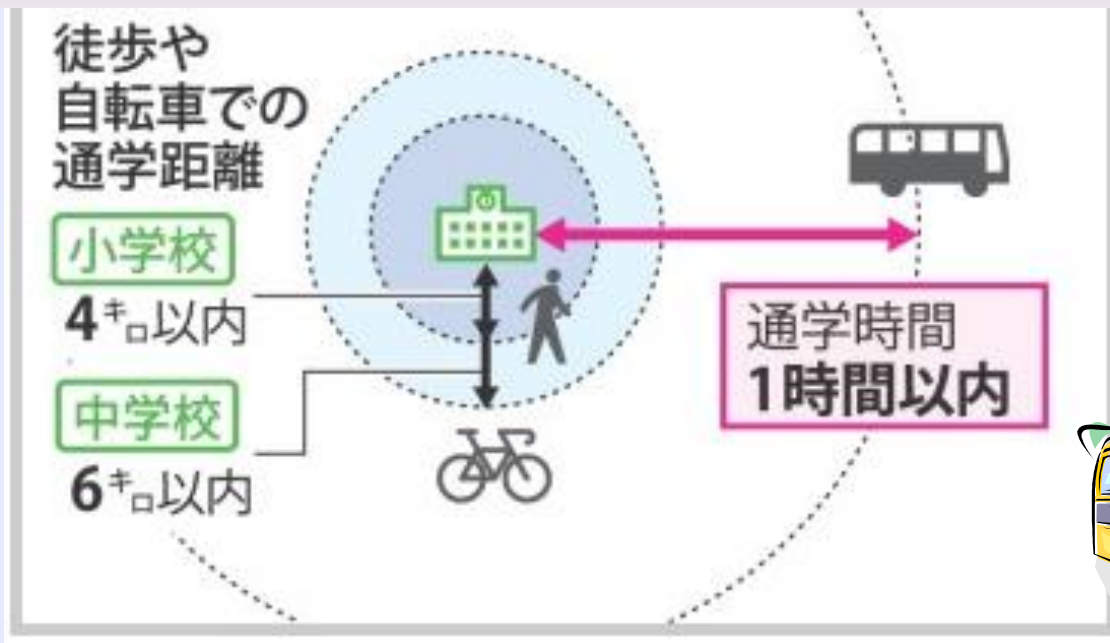 徒歩や
自転車での
通学距離
小学校
4キロ以内
中学校
6キロ以内
通学時間
1時間以内